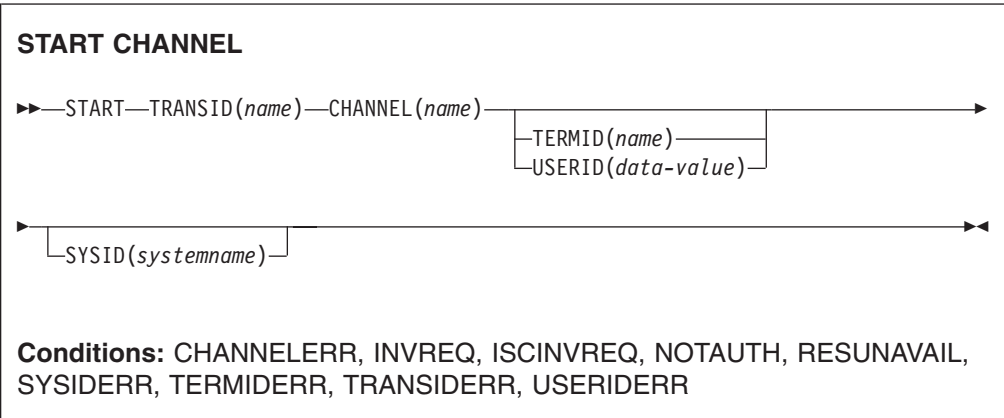 START CHANNEL
START TRANSID(name) CHANNEL(name)
TERMID(name)
USERID(data-value)
SYSID(systemname)
Conditions: CHANNELERR, INVREQ, ISCINVREQ, NOTAUTH, RESUNAVAIL,
SYSIDERR, TERMIDERR, TRANSIDERR, USERIDERR